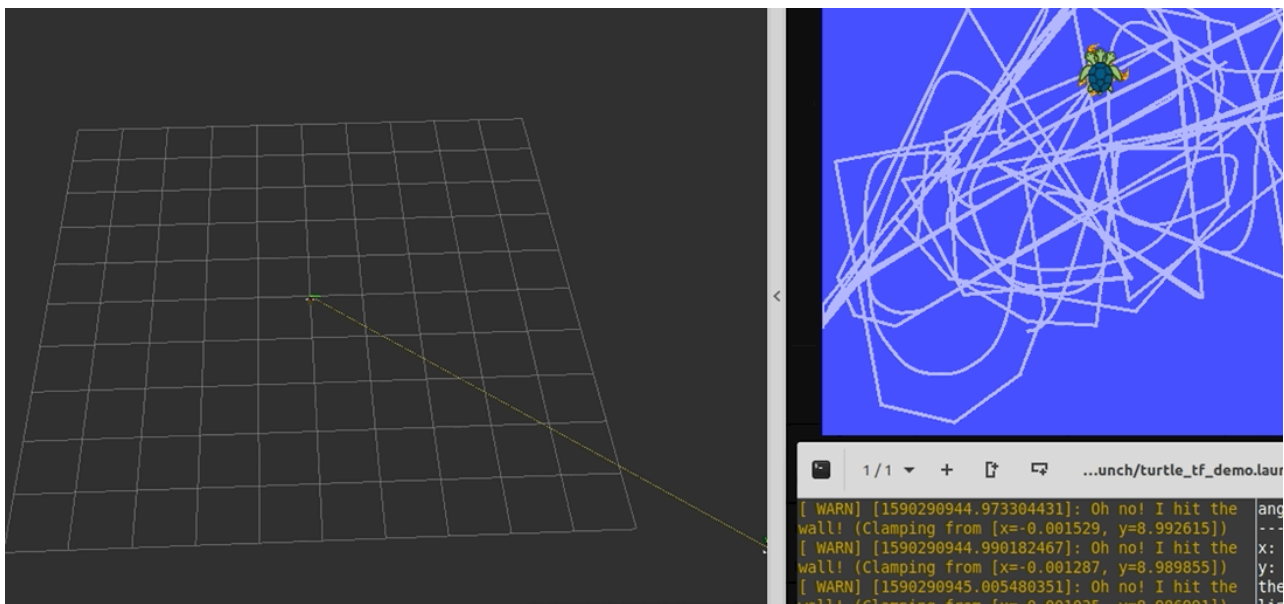 1 / 1
...unch/turtle_tf_demo.laun
[ WARN] [1590290944.973304431]: Oh no! I hit the
wall! (Clamping from [x=-0.001529, y=8.992615])
[ WARN] [1590290944.990182467]: Oh no! I hit the
wall! (Clamping from [x=-0.001287, y=8.989855])
[ WARN] [1590290945.005480351]: Oh no! I hit the
ang
---
x:
y:
the